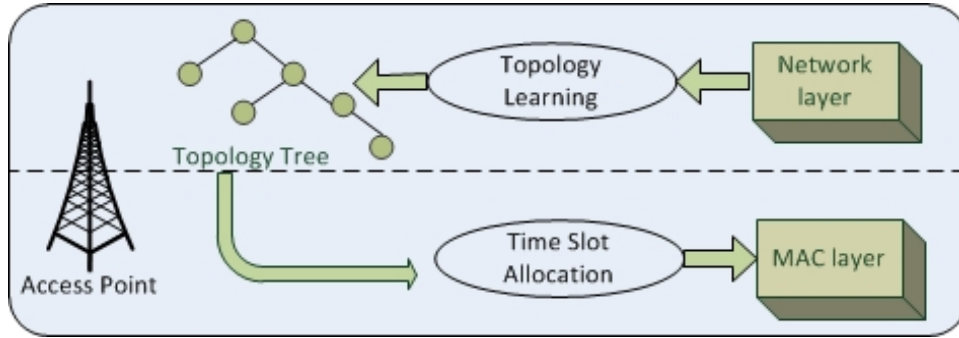 Topology
Learning
Network
layer
Topology Tree
Time Slot
Allocation
MAC layer
Access Point